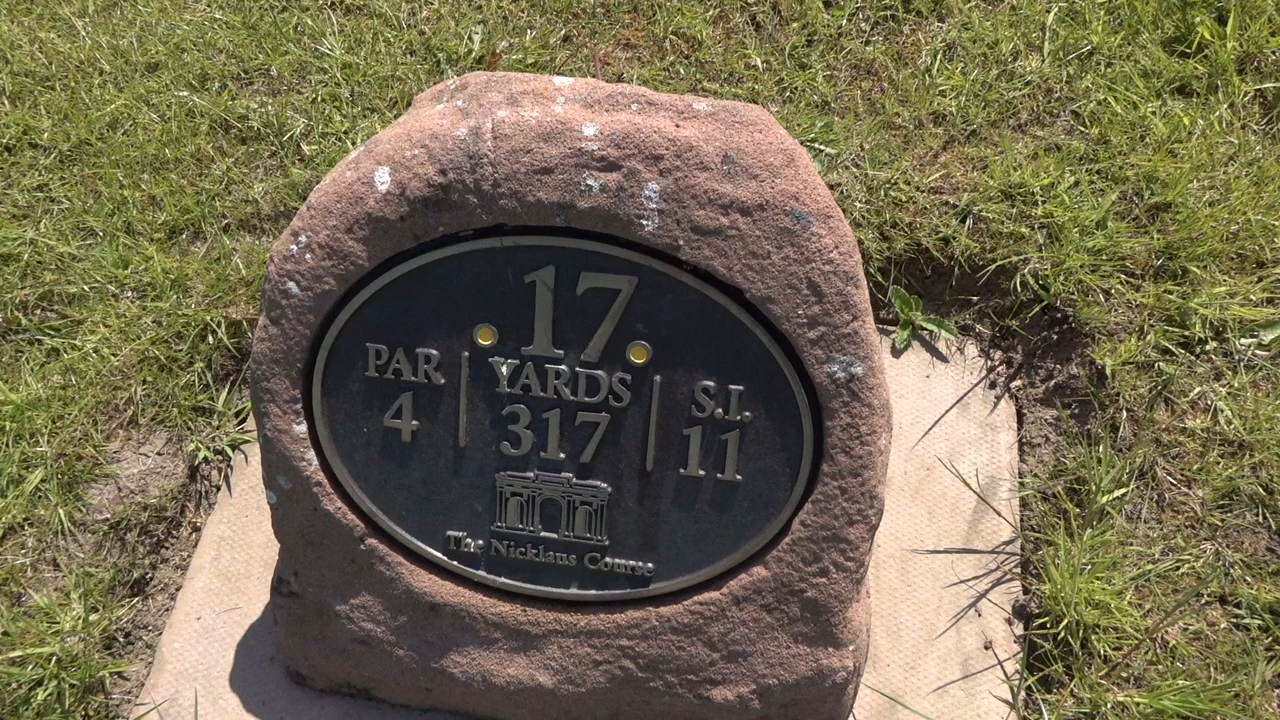 17
YARDS
317
PAR
4
S.I.
11
The Nicklaus Course